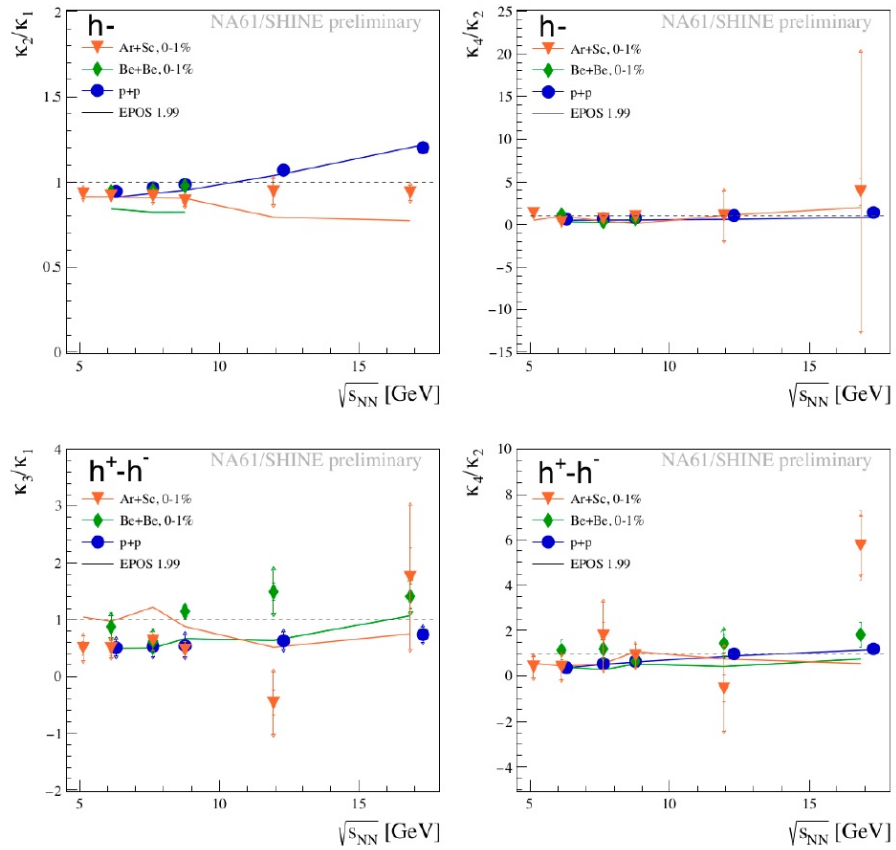 h-
NA61/SHINE preliminary
κ₂/κ₁
Ar+Sc, 0-1%
Be+Be, 0-1%
p+p
EPOS 1.99
2
1.5
1
0.5
0
5
10
15
√sNN [GeV]
h-
NA61/SHINE preliminary
κ₄/κ₂
Ar+Sc, 0-1%
Be+Be, 0-1%
p+p
EPOS 1.99
25
20
15
10
5
0
−5
−10
−15
5
10
15
√sNN [GeV]
h⁺-h⁻
NA61/SHINE preliminary
κ₃/κ₁
Ar+Sc, 0-1%
Be+Be, 0-1%
p+p
EPOS 1.99
4
3
2
1
0
−1
−2
5
10
15
√sNN [GeV]
h⁺-h⁻
NA61/SHINE preliminary
κ₄/κ₂
Ar+Sc, 0-1%
Be+Be, 0-1%
p+p
EPOS 1.99
10
8
6
4
2
0
−2
−4
5
10
15
√sNN [GeV]